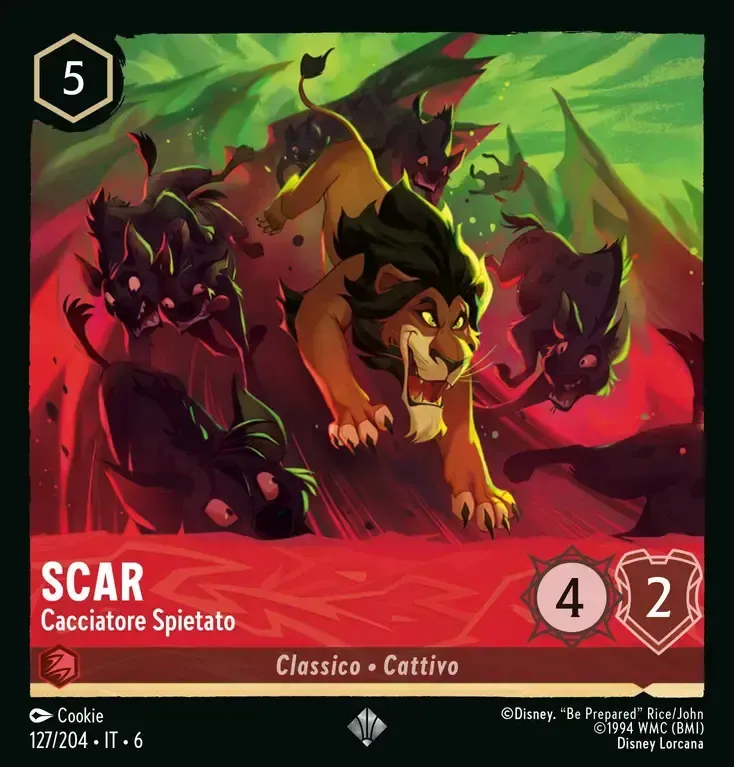 5
SCAR
Cacciatore Spietato
4
2
Classico • Cattivo
Cookie
127/204 • IT • 6
©Disney. “Be Prepared” Rice/John
©1994 WMC (BMI)
Disney Lorcana